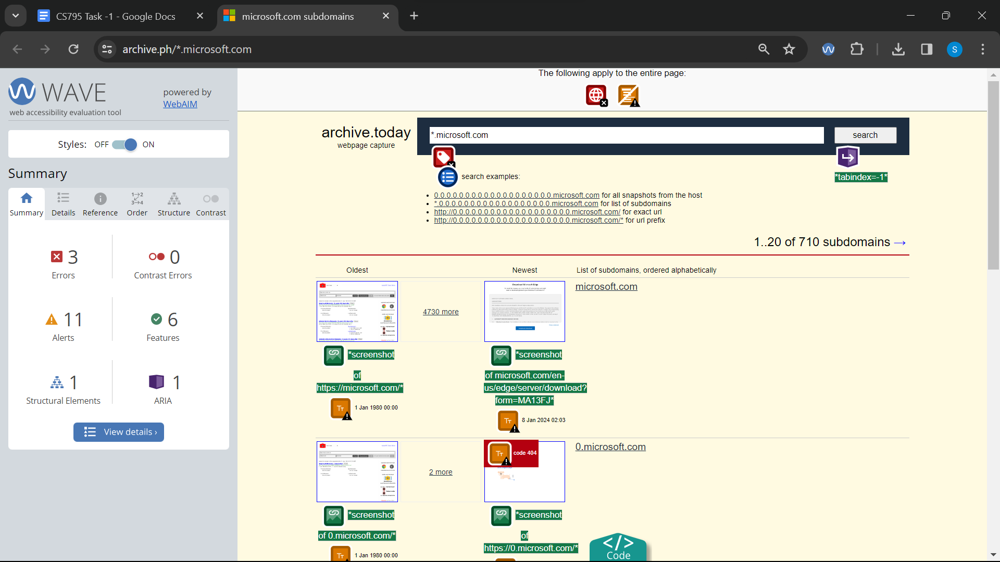 CS795 Task -1 - Google Docs
microsoft.com subdomains
archive.ph/*.microsoft.com
S
WAVE
web accessibility evaluation tool
powered by
WebAIM
Styles: OFF ON
Summary
Summary
Details
Reference
Order
Structure
Contrast
3
Errors
0
Contrast Errors
11
Alerts
6
Features
1
Structural Elements
1
ARIA
View details ›
The following apply to the entire page:
archive.today
webpage capture
*.microsoft.com
search
*tabindex=-1*
search examples:
0.0.0.0.0.0.0.0.0.0.0.0.0.0.0.0.0.0.0.microsoft.com for all snapshots from the host
*.0.0.0.0.0.0.0.0.0.0.0.0.0.0.0.0.0.0.microsoft.com for list of subdomains
http://0.0.0.0.0.0.0.0.0.0.0.0.0.0.0.0.0.0.0.microsoft.com/ for exact url
http://0.0.0.0.0.0.0.0.0.0.0.0.0.0.0.0.0.0.0.microsoft.com/* for url prefix
1..20 of 710 subdomains →
Oldest
Newest
List of subdomains, ordered alphabetically
Download Microsoft Edge
4730 more
microsoft.com
*screenshot
of
https://microsoft.com/*
1 Jan 1980 00:00
*screenshot
of microsoft.com/en-
us/edge/server/download?
form=MA13FJ*
8 Jan 2024 02:03
2 more
code 404
0.microsoft.com
*screenshot
of 0.microsoft.com/*
1 Jan 1980 00:00
*screenshot
of
https://0.microsoft.com/*
</>
Code